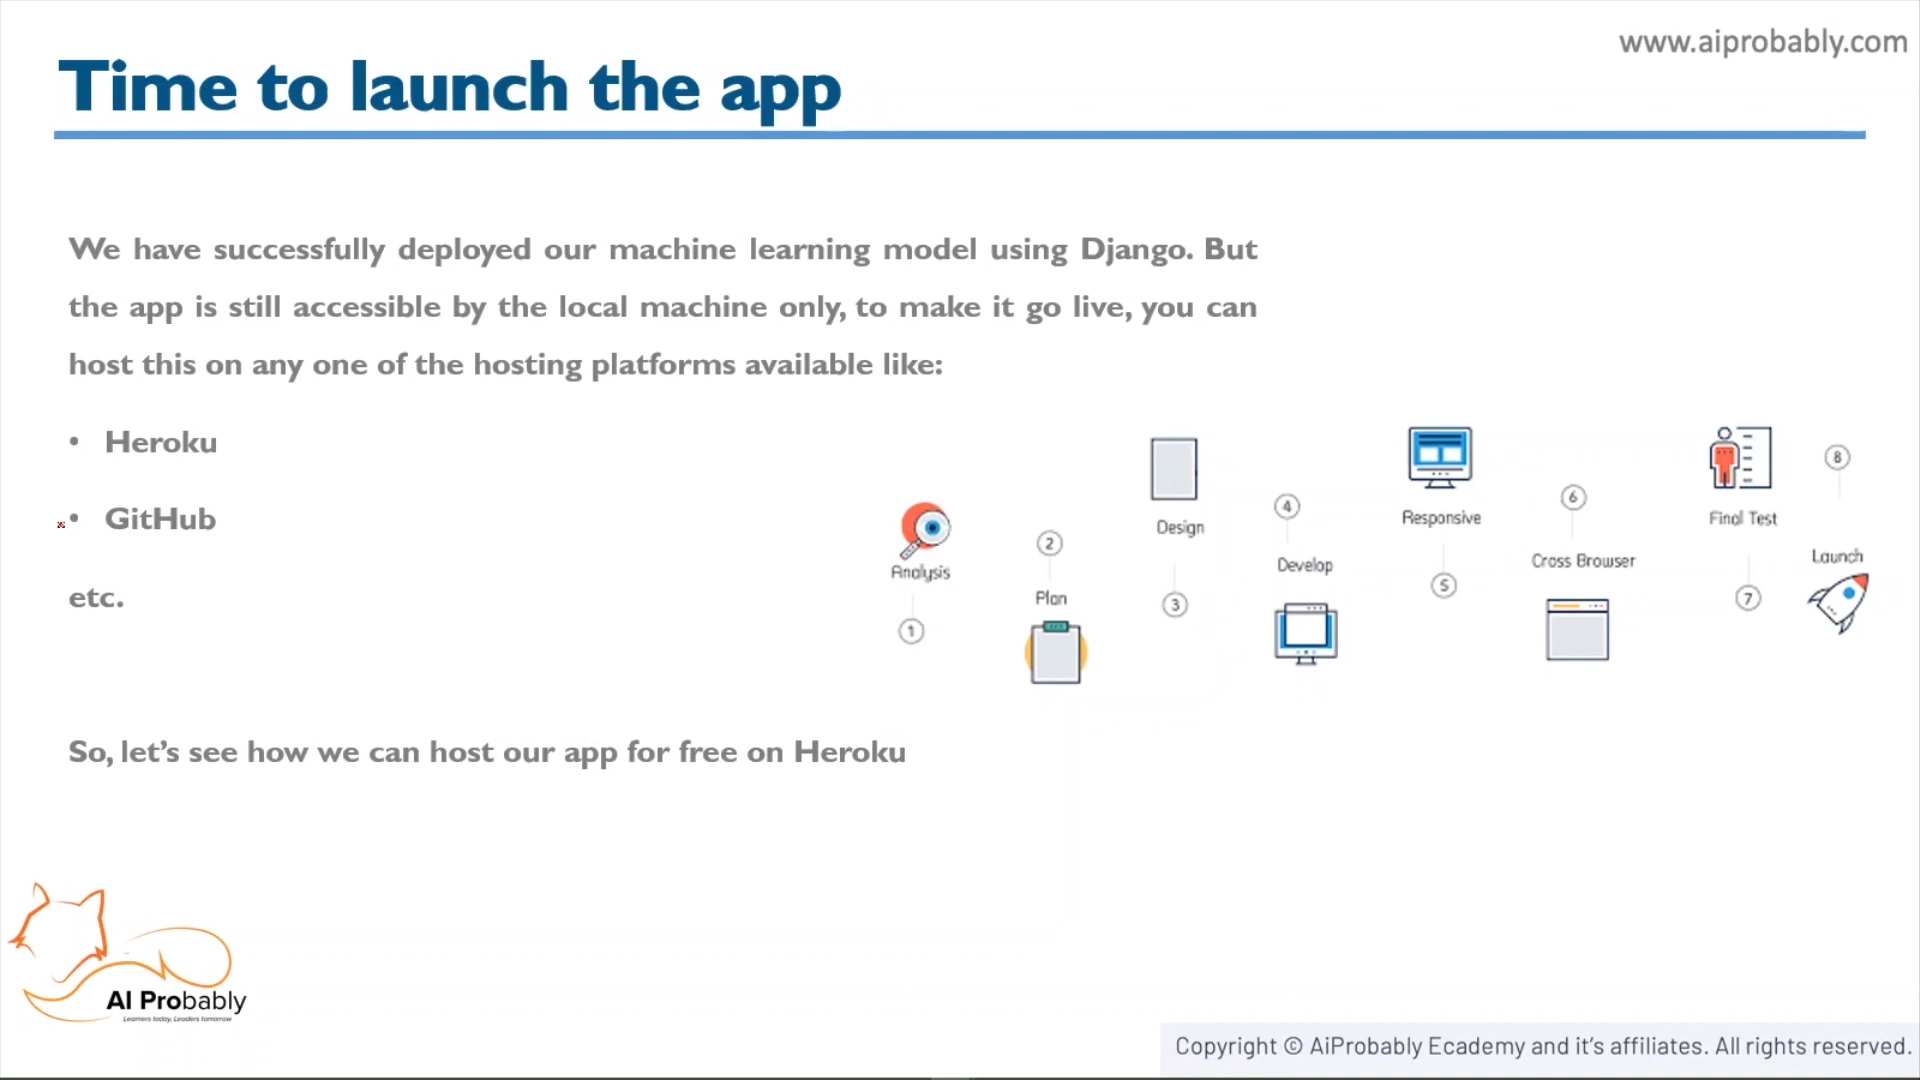 www.aiprobably.com
Time to launch the app
We have successfully deployed our machine learning model using Django. But
the app is still accessible by the local machine only, to make it go live, you can
host this on any one of the hosting platforms available like:
• Heroku
• GitHub
etc.
Analysis
1
2
Plan
Design
3
4
Develop
Responsive
5
6
Cross Browser
Final Test
7
8
Launch
So, let's see how we can host our app for free on Heroku
AI Probably
Learners today, Leaders tomorrow
Copyright © AiProbably Ecademy and it's affiliates. All rights reserved.